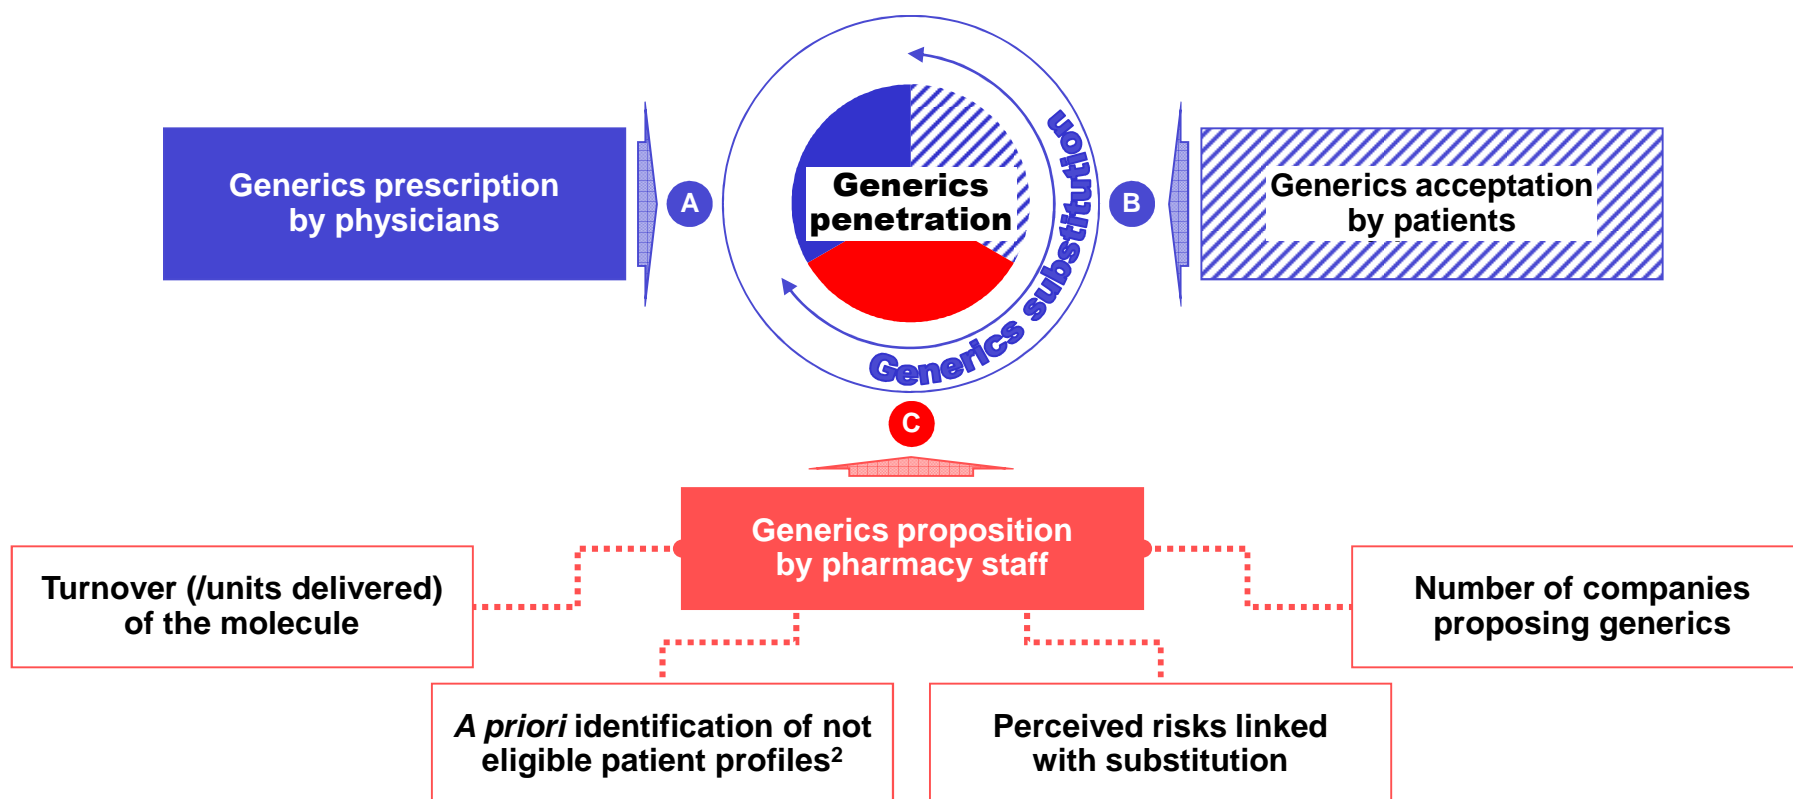 Generics prescription
by physicians
A
Generics
penetration
Generics substitution
B
Generics acceptation
by patients
C
Generics proposition
by pharmacy staff
Turnover (/units delivered)
of the molecule
Number of companies
proposing generics
A priori identification of not
eligible patient profiles²
Perceived risks linked
with substitution